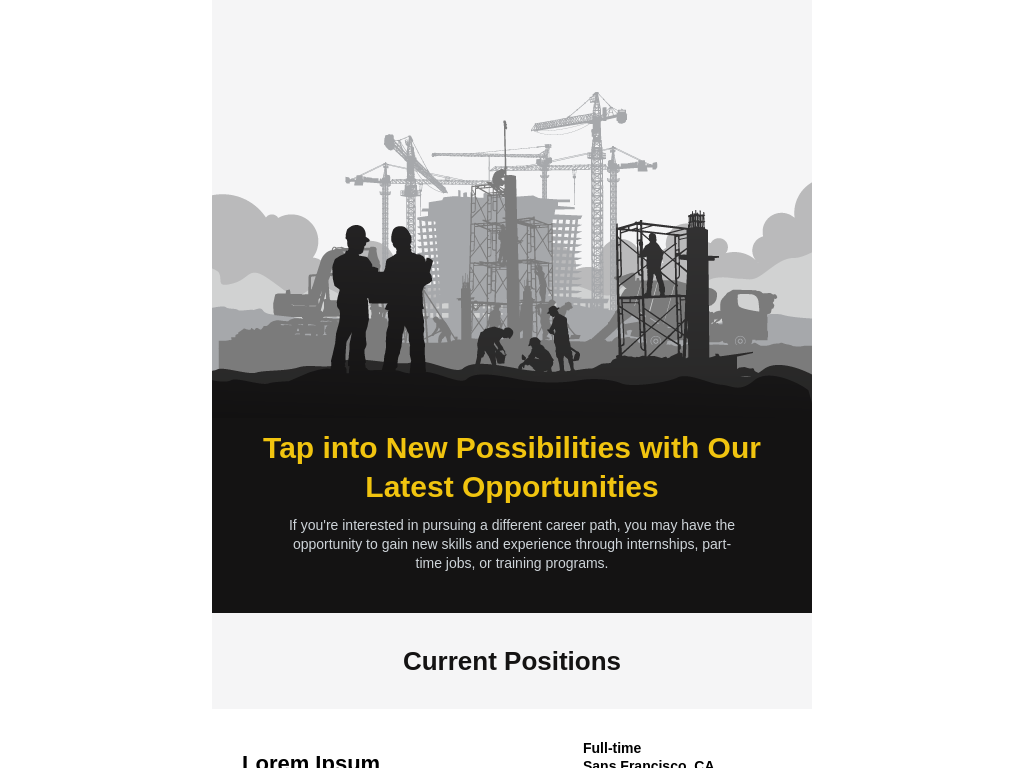 Tap into New Possibilities with Our
Latest Opportunities
If you're interested in pursuing a different career path, you may have the
opportunity to gain new skills and experience through internships, part-
time jobs, or training programs.
Current Positions
Full-time
Lorem Ipsum
Sans Francisco, CA